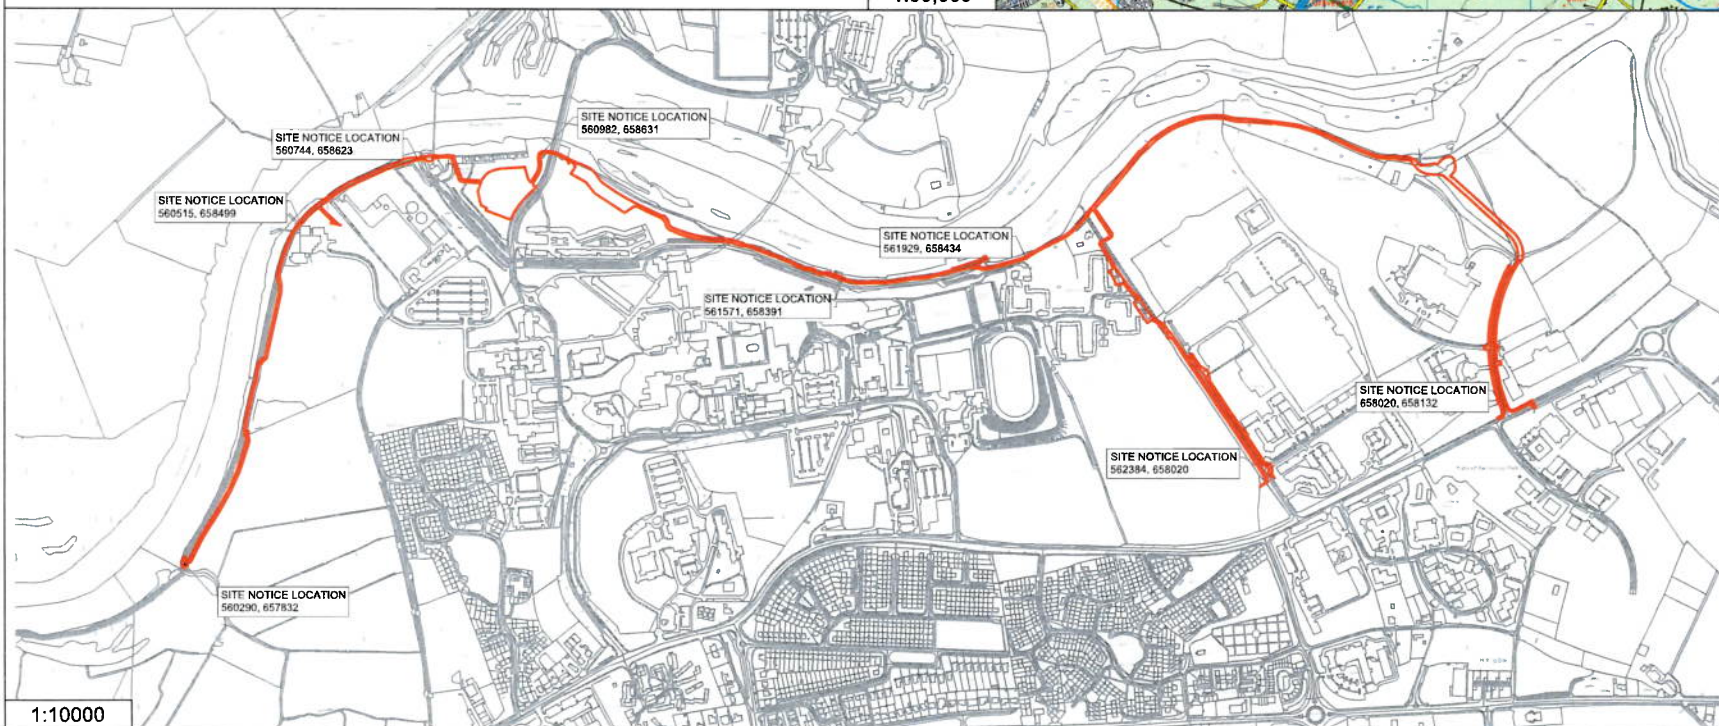 SITE NOTICE LOCATION
560982, 658631
SITE NOTICE LOCATION
560744, 658623
SITE NOTICE LOCATION
560515, 658499
SITE NOTICE LOCATION
561929, 658434
SITE NOTICE LOCATION
561571, 658391
SITE NOTICE LOCATION
658020, 658132
SITE NOTICE LOCATION
562384, 658020
SITE NOTICE LOCATION
560290, 657832
1:10000